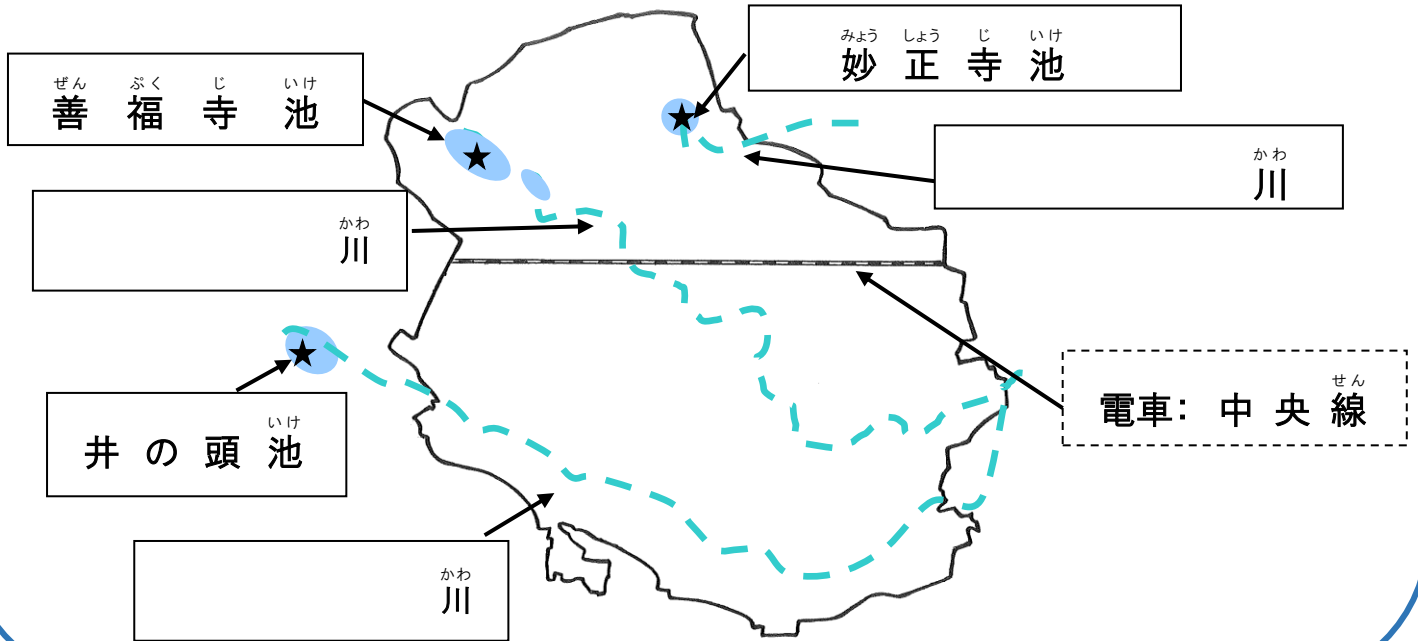 みょう しょう じ いけ
妙 正 寺 池
ぜん ぷく じ いけ
善 福 寺 池
かわ
川
かわ
川
せん
電車： 中 央 線
いけ
井 の 頭 池
かわ
川